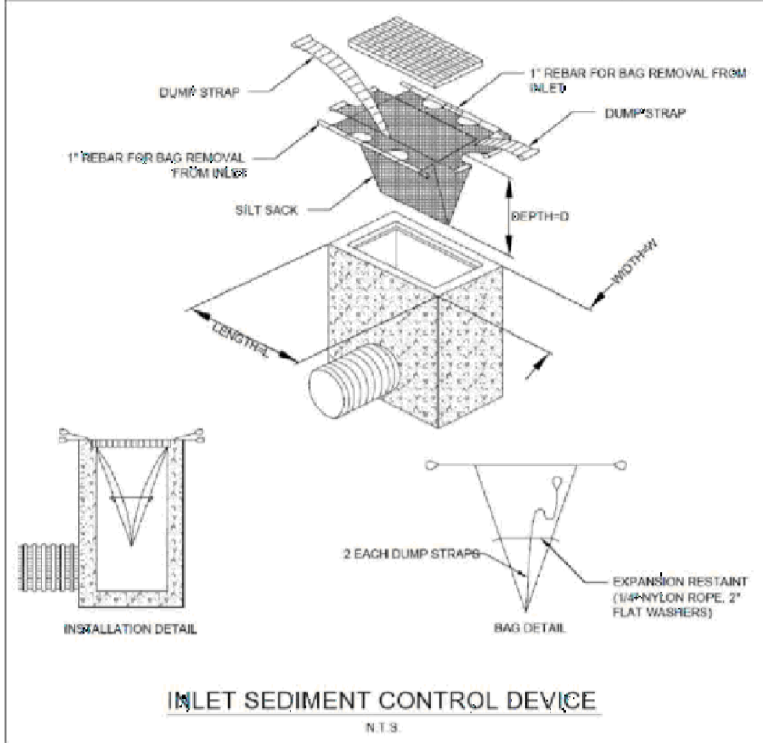 DUMP STRAP
1" REBAR FOR BAG REMOVAL FROM
INLET
DUMP STRAP
1" REBAR FOR BAG REMOVAL
FROM INLET
SILT SACK
DEPTH=D
WIDTH=W
LENGTH=L
2 EACH DUMP STRAPS
EXPANSION RESTRAINT
(1/4" NYLON ROPE, 2"
FLAT WASHERS)
INSTALLATION DETAIL
BAG DETAIL
INLET SEDIMENT CONTROL DEVICE
N.T.S.